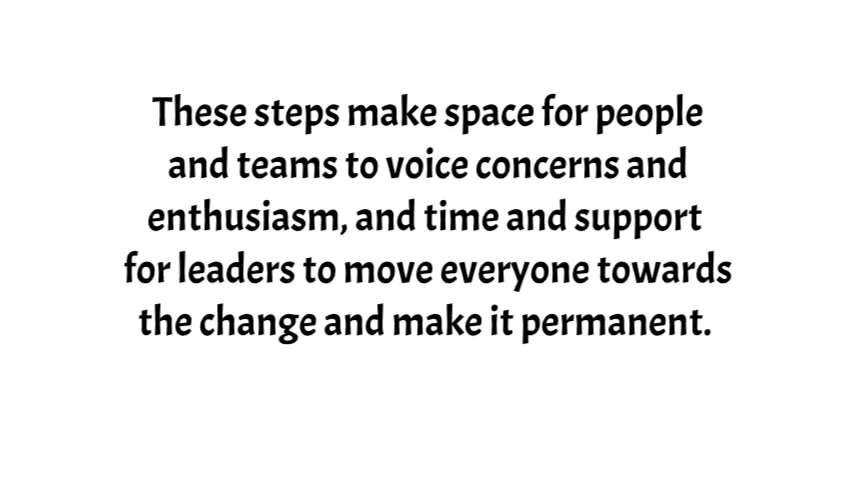 These steps make space for people
and teams to voice concerns and
enthusiasm, and time and support
for leaders to move everyone towards
the change and make it permanent.